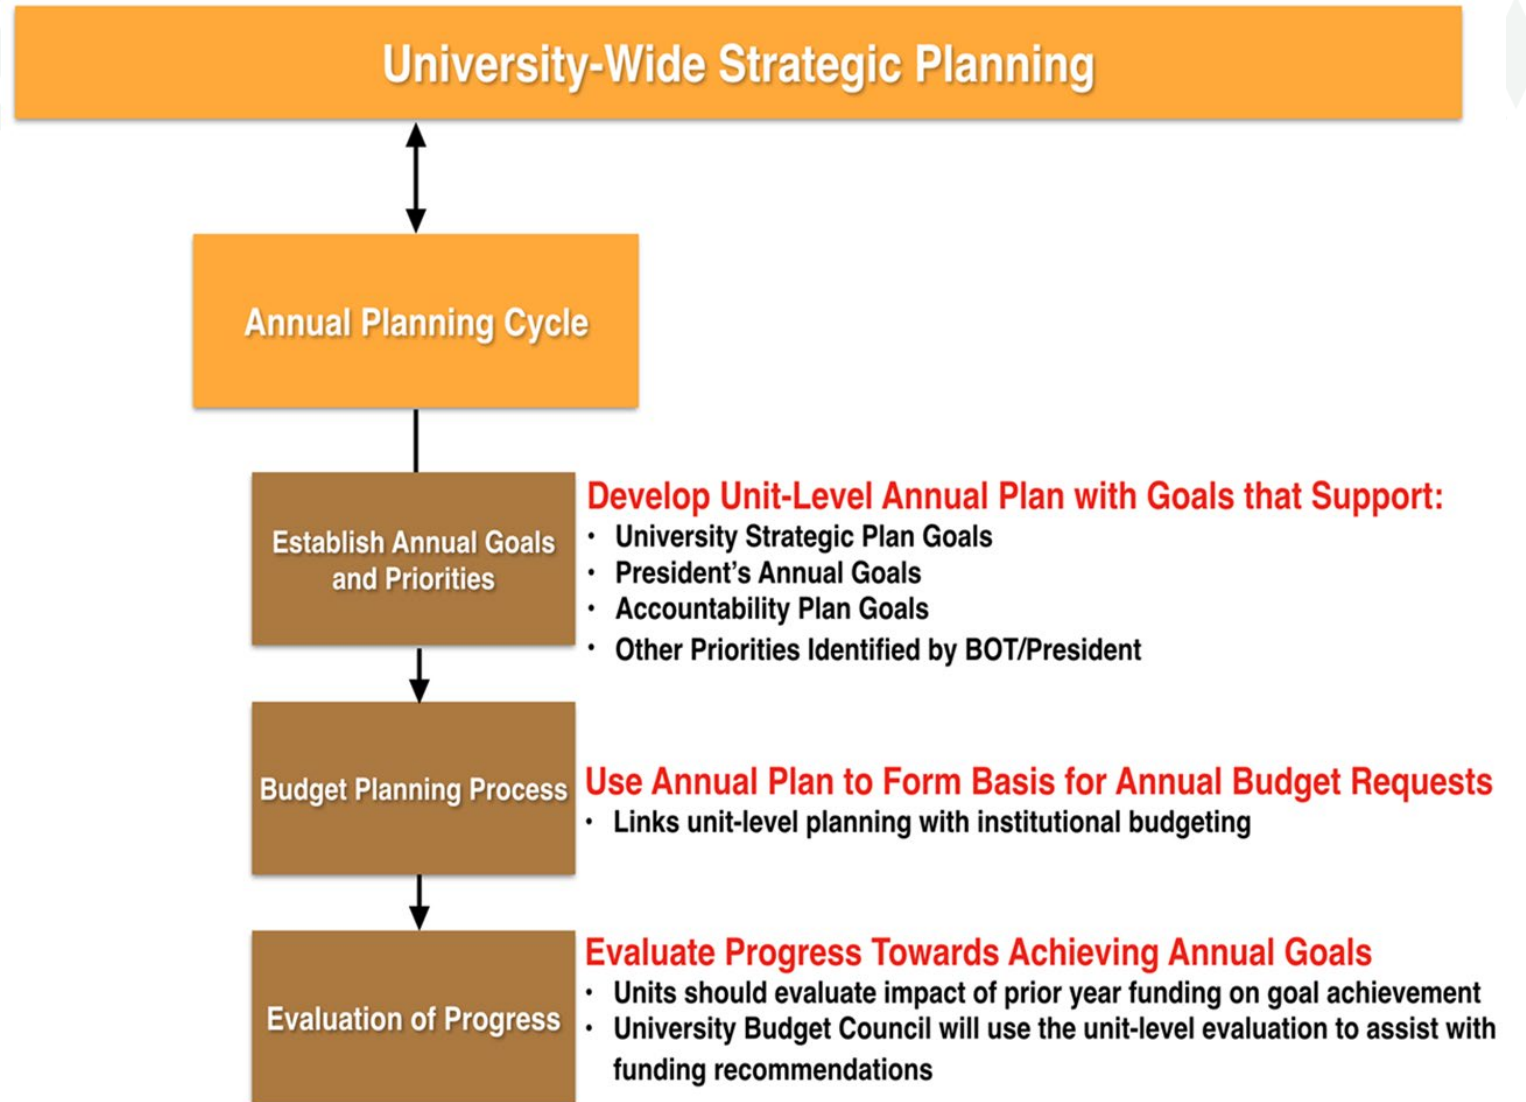 University-Wide Strategic Planning
Annual Planning Cycle
Establish Annual Goals
and Priorities
Develop Unit-Level Annual Plan with Goals that Support:
• University Strategic Plan Goals
• President's Annual Goals
• Accountability Plan Goals
• Other Priorities Identified by BOT/President
Budget Planning Process
Use Annual Plan to Form Basis for Annual Budget Requests
• Links unit-level planning with institutional budgeting
Evaluation of Progress
Evaluate Progress Towards Achieving Annual Goals
• Units should evaluate impact of prior year funding on goal achievement
• University Budget Council will use the unit-level evaluation to assist with
funding recommendations